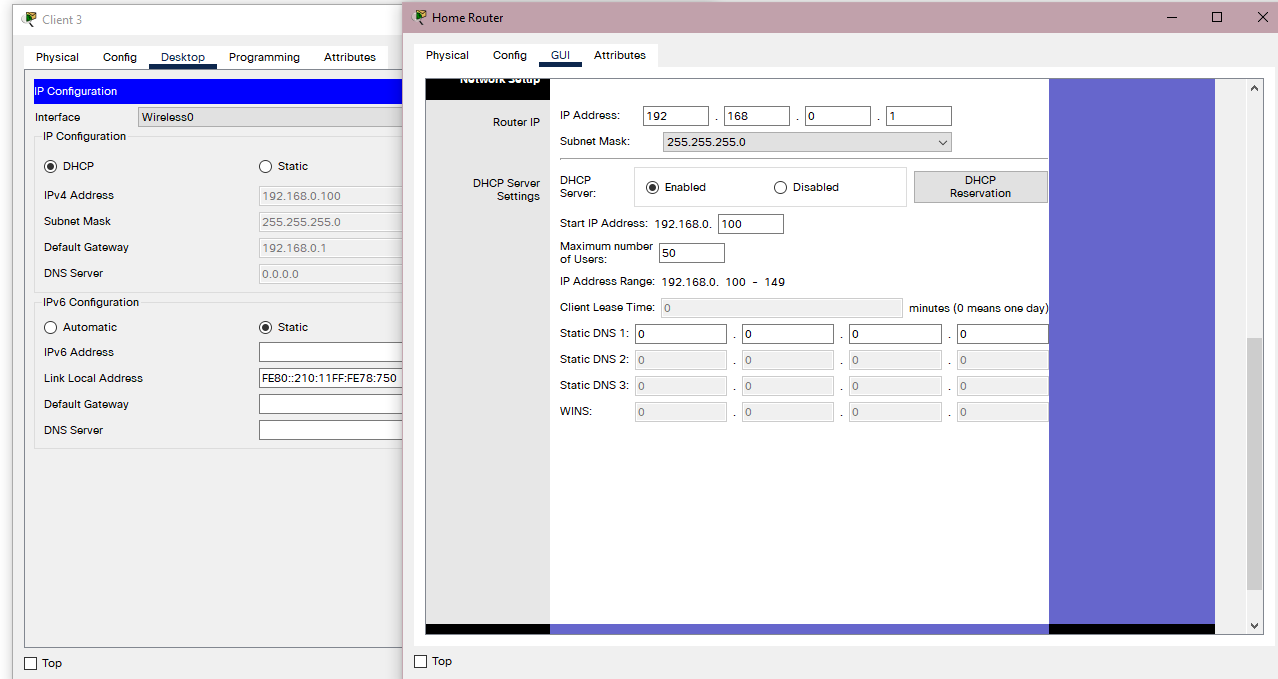 Client 3
Physical Config Desktop Programming Attributes
IP Configuration
Interface Wireless0
IP Configuration
DHCP Static
IPv4 Address 192.168.0.100
Subnet Mask 255.255.255.0
Default Gateway 192.168.0.1
DNS Server 0.0.0.0
IPv6 Configuration
Automatic Static
IPv6 Address
Link Local Address FE80::210:11FF:FE78:750
Default Gateway
DNS Server
Top
Home Router
Physical Config GUI Attributes
Network Setup
Router IP
IP Address: 192 . 168 . 0 . 1
Subnet Mask: 255.255.255.0
DHCP Server
Settings
DHCP
Server: Enabled Disabled
DHCP
Reservation
Start IP Address: 192.168.0. 100
Maximum number
of Users: 50
IP Address Range: 192.168.0. 100 - 149
Client Lease Time: 0 minutes (0 means one day)
Static DNS 1: 0 . 0 . 0 . 0
Static DNS 2: 0 . 0 . 0 . 0
Static DNS 3: 0 . 0 . 0 . 0
WINS: 0 . 0 . 0 . 0
Top